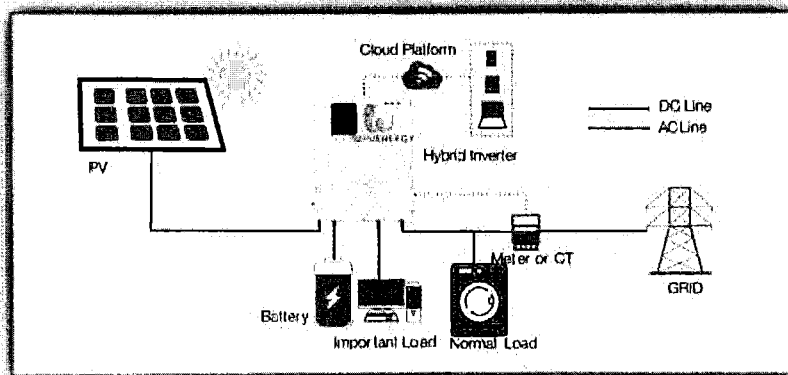 Cloud Platform
DC Line
AC Line
Hybrid Inverter
PV
Meter or CT
GRID
Battery
Important Load
Normal Load